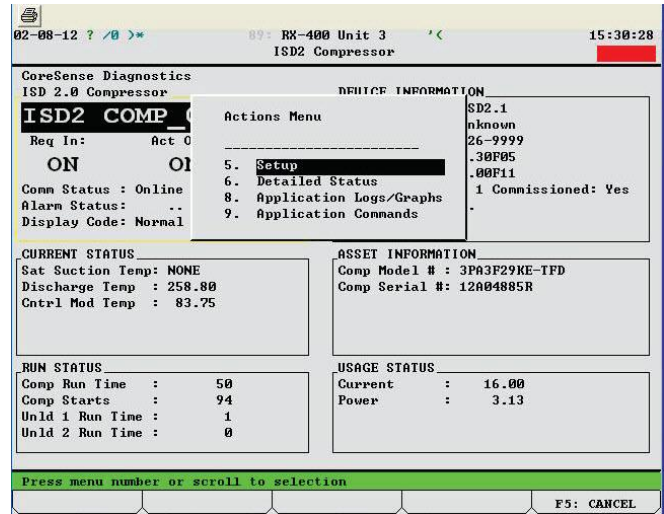 02-08-12 ? /0 >* 89: RX-400 Unit 3 '< 15:30:28
ISD2 Compressor
CoreSense Diagnostics
ISD 2.0 Compressor
DEVICE INFORMATION
ISD2 COMP_
SD2.1
nknown
Req In: Act O
26-9999
ON
.30F05
.00F11
Comm Status : Online
1 Commissioned: Yes
Alarm Status: ..
.
Display Code: Normal
Actions Menu
5. Setup
6. Detailed Status
8. Application Logs/Graphs
9. Application Commands
CURRENT STATUS
Sat Suction Temp: NONE
Discharge Temp : 258.80
Cntrl Mod Temp : 83.75
ASSET INFORMATION
Comp Model # : 3PA3F29KE-TFD
Comp Serial #: 12A04885R
RUN STATUS
Comp Run Time : 50
Comp Starts : 94
Unld 1 Run Time : 1
Unld 2 Run Time : 0
USAGE STATUS
Current : 16.00
Power : 3.13
Press menu number or scroll to selection
F5: CANCEL